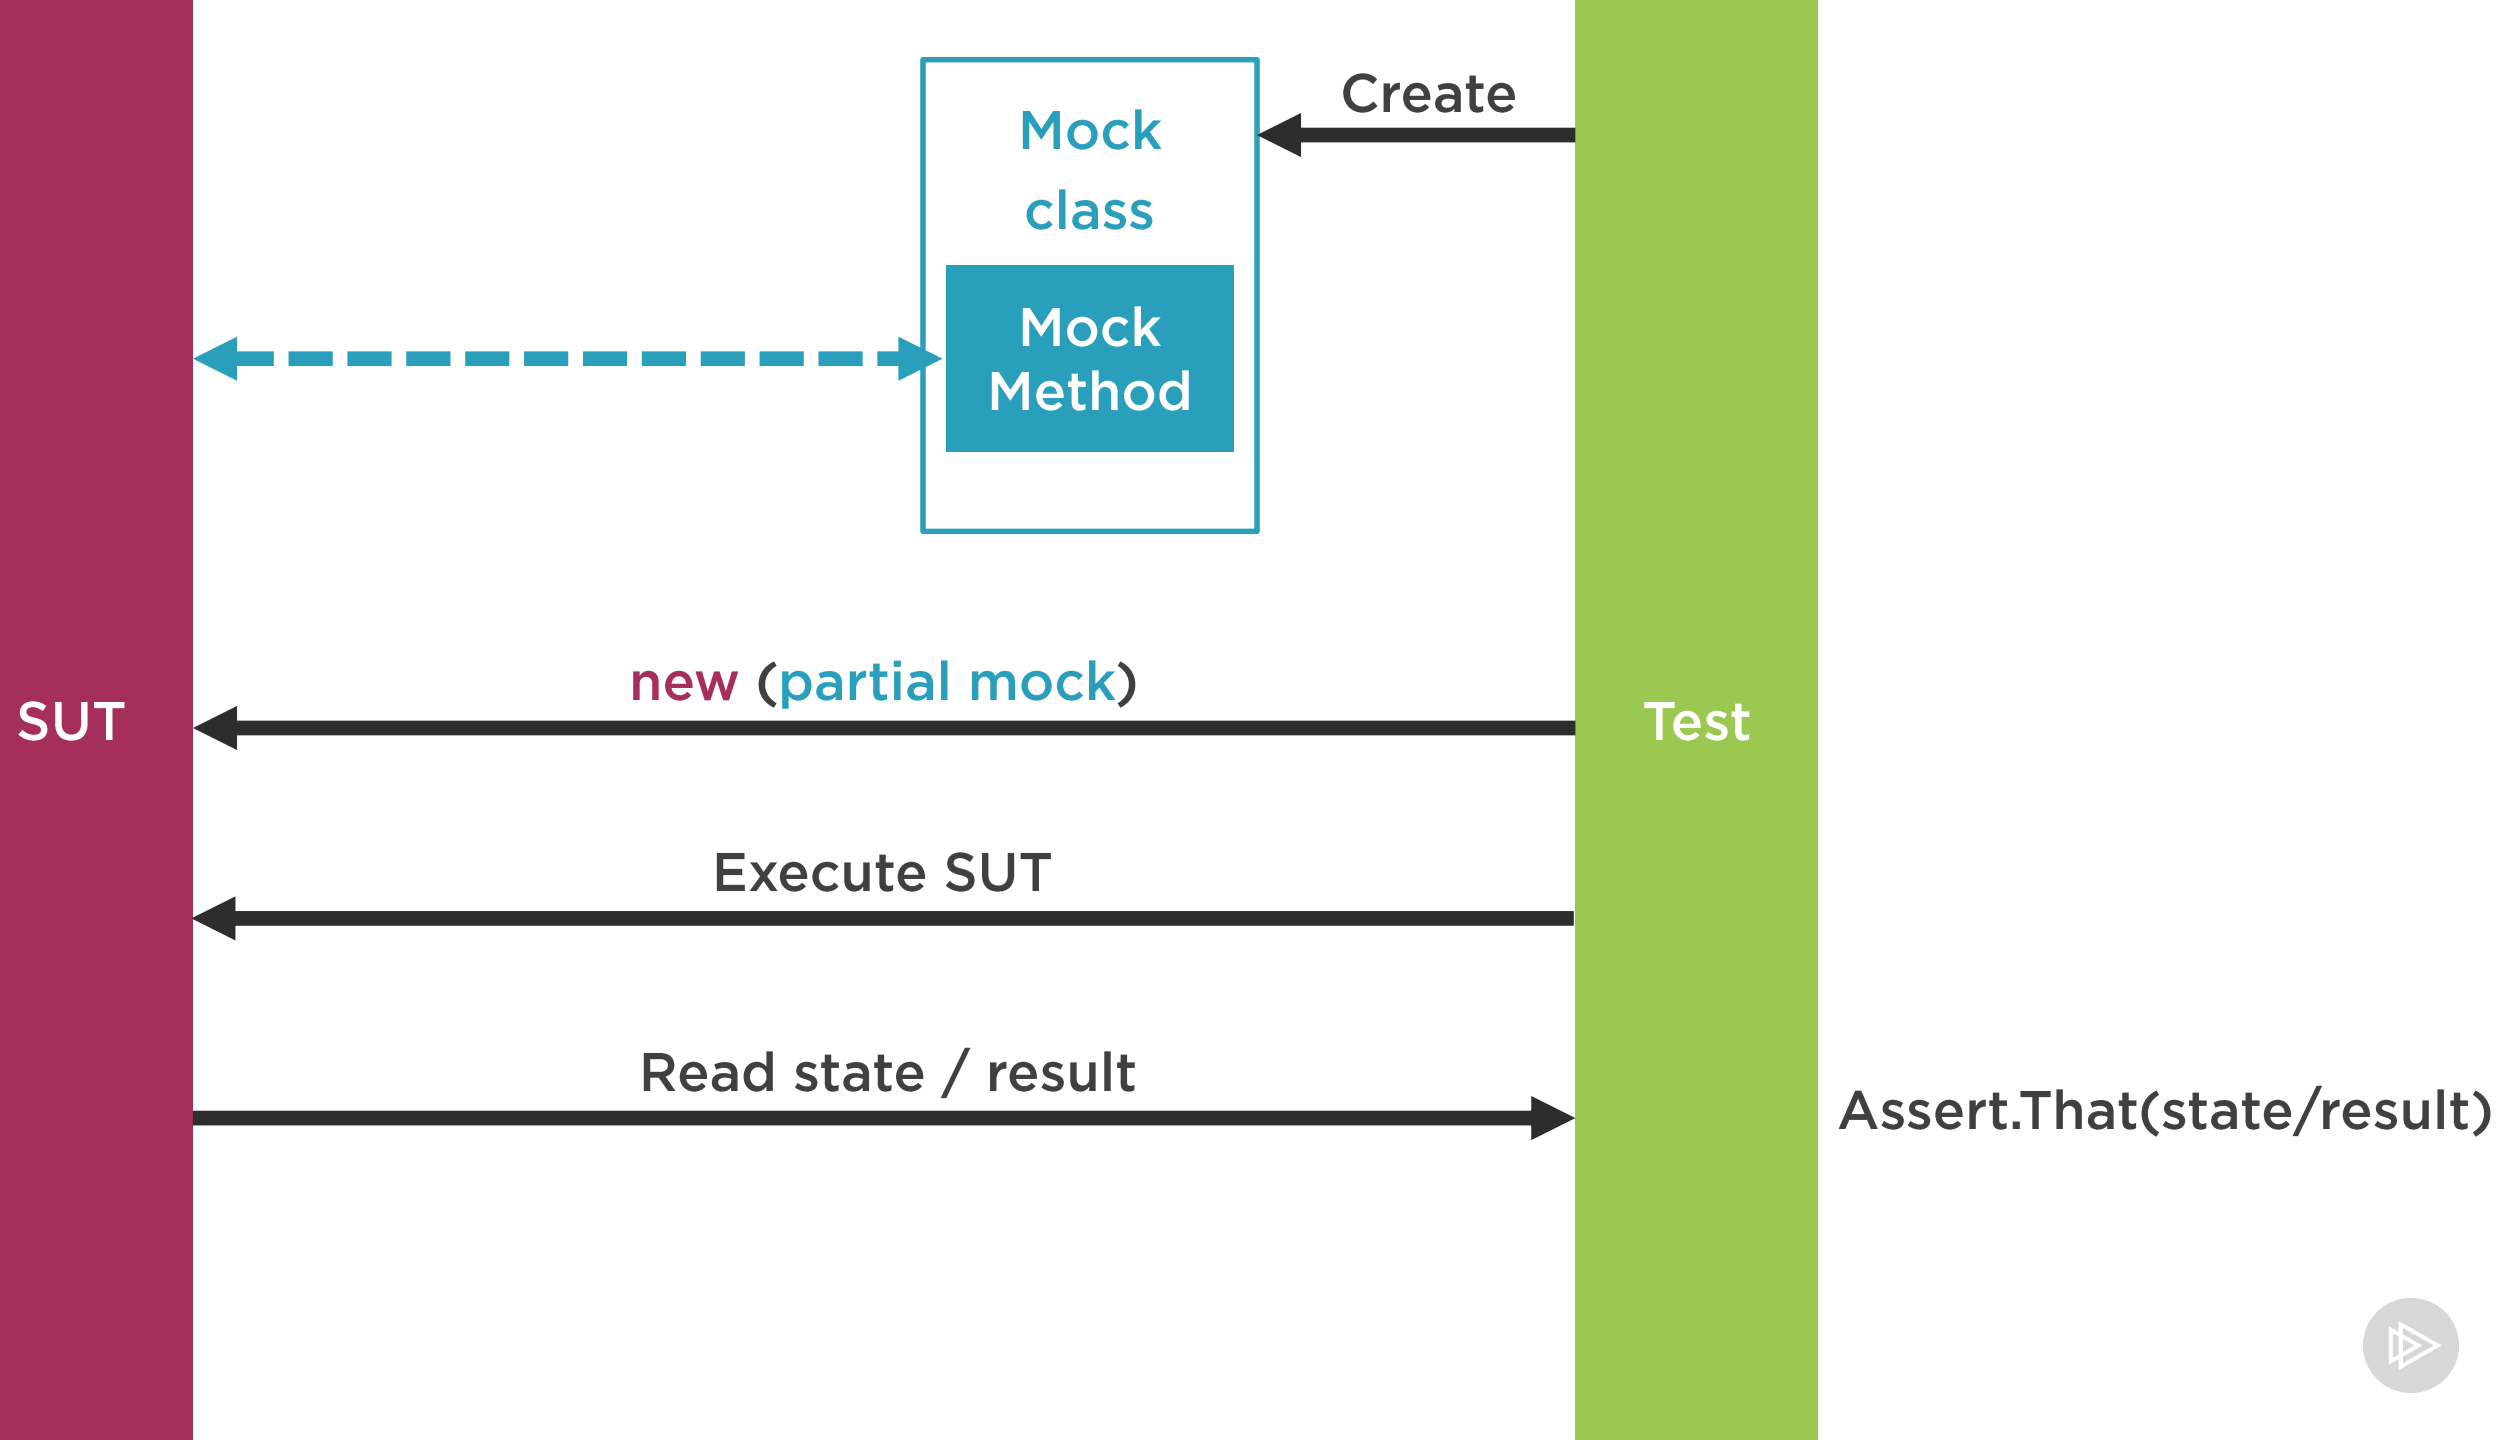 Create
Mock
class
Mock
Method
new (partial mock)
SUT
Test
Execute SUT
Read state / result
Assert.That(state/result)